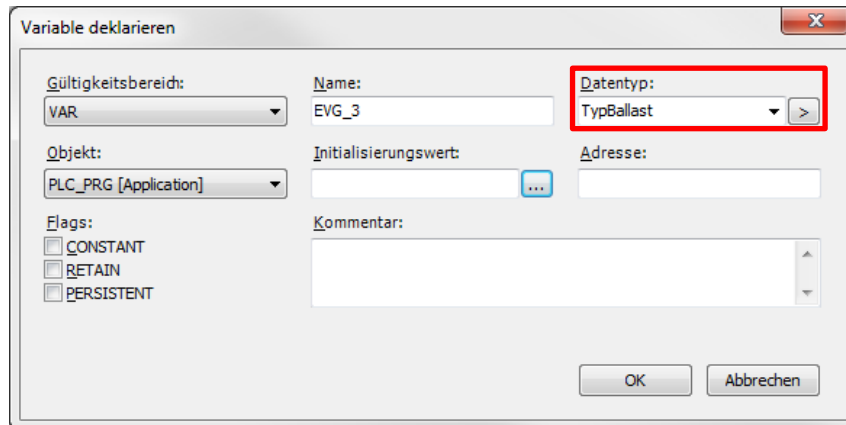 Variable deklarieren
Gültigkeitsbereich: Name: Datentyp:
VAR EVG_3 TypBallast >
Objekt: Initialisierungswert: Adresse:
PLC_PRG [Application] ...
Flags: Kommentar:
CONSTANT
RETAIN
PERSISTENT
OK Abbrechen